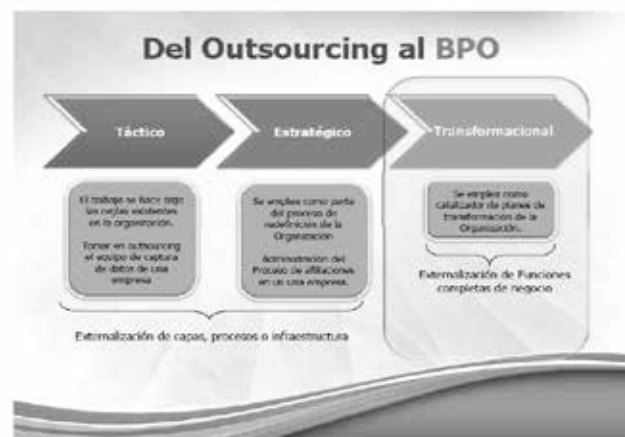 Del Outsourcing al BPO
Táctico
Estratégico
Transformacional
El trabajo se hace bajo
las reglas existentes
en la organización.
Tomar en outsourcing
el equipo de captura
de datos de una
empresa
Se emplea como parte
del proceso de
redefinición de la
Organización
Administración del
Proceso de afiliaciones
en una empresa.
Se emplea como
catalizador de planes de
transformación de la
Organización.
Externalización de capas, procesos o infraestructura
Externalización de Funciones
completas de negocio